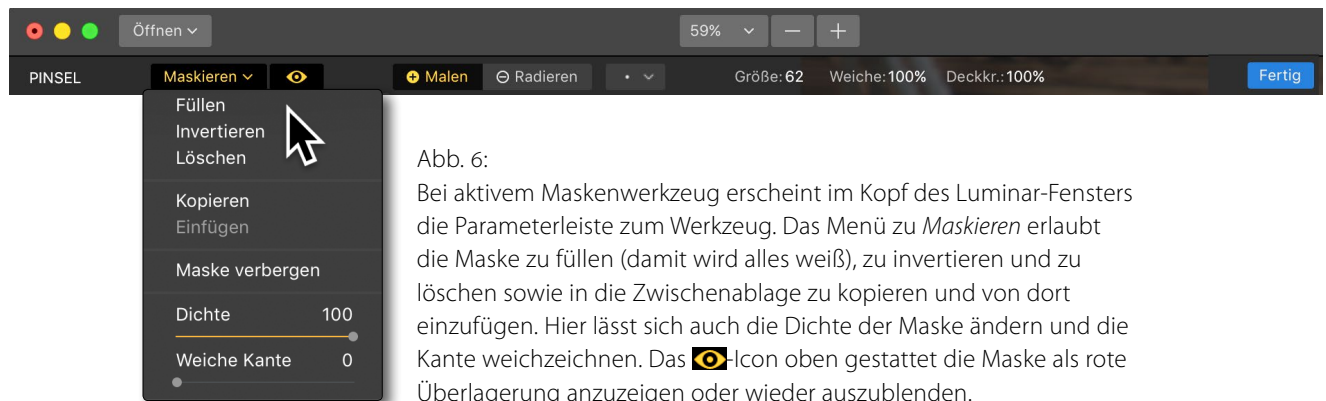 Öffnen
59%
PINSEL Maskieren Malen Radieren Größe: 62 Weiche: 100% Deckkr.: 100% Fertig
Füllen
Invertieren
Löschen
Kopieren
Einfügen
Maske verbergen
Dichte 100
Weiche Kante 0
Abb. 6:
Bei aktivem Maskenwerkzeug erscheint im Kopf des Luminar-Fensters
die Parameterleiste zum Werkzeug. Das Menü zu Maskieren erlaubt
die Maske zu füllen (damit wird alles weiß), zu invertieren und zu
löschen sowie in die Zwischenablage zu kopieren und von dort
einzufügen. Hier lässt sich auch die Dichte der Maske ändern und die
Kante weichzeichnen. Das -Icon oben gestattet die Maske als rote
Überlagerung anzuzeigen oder wieder auszublenden.